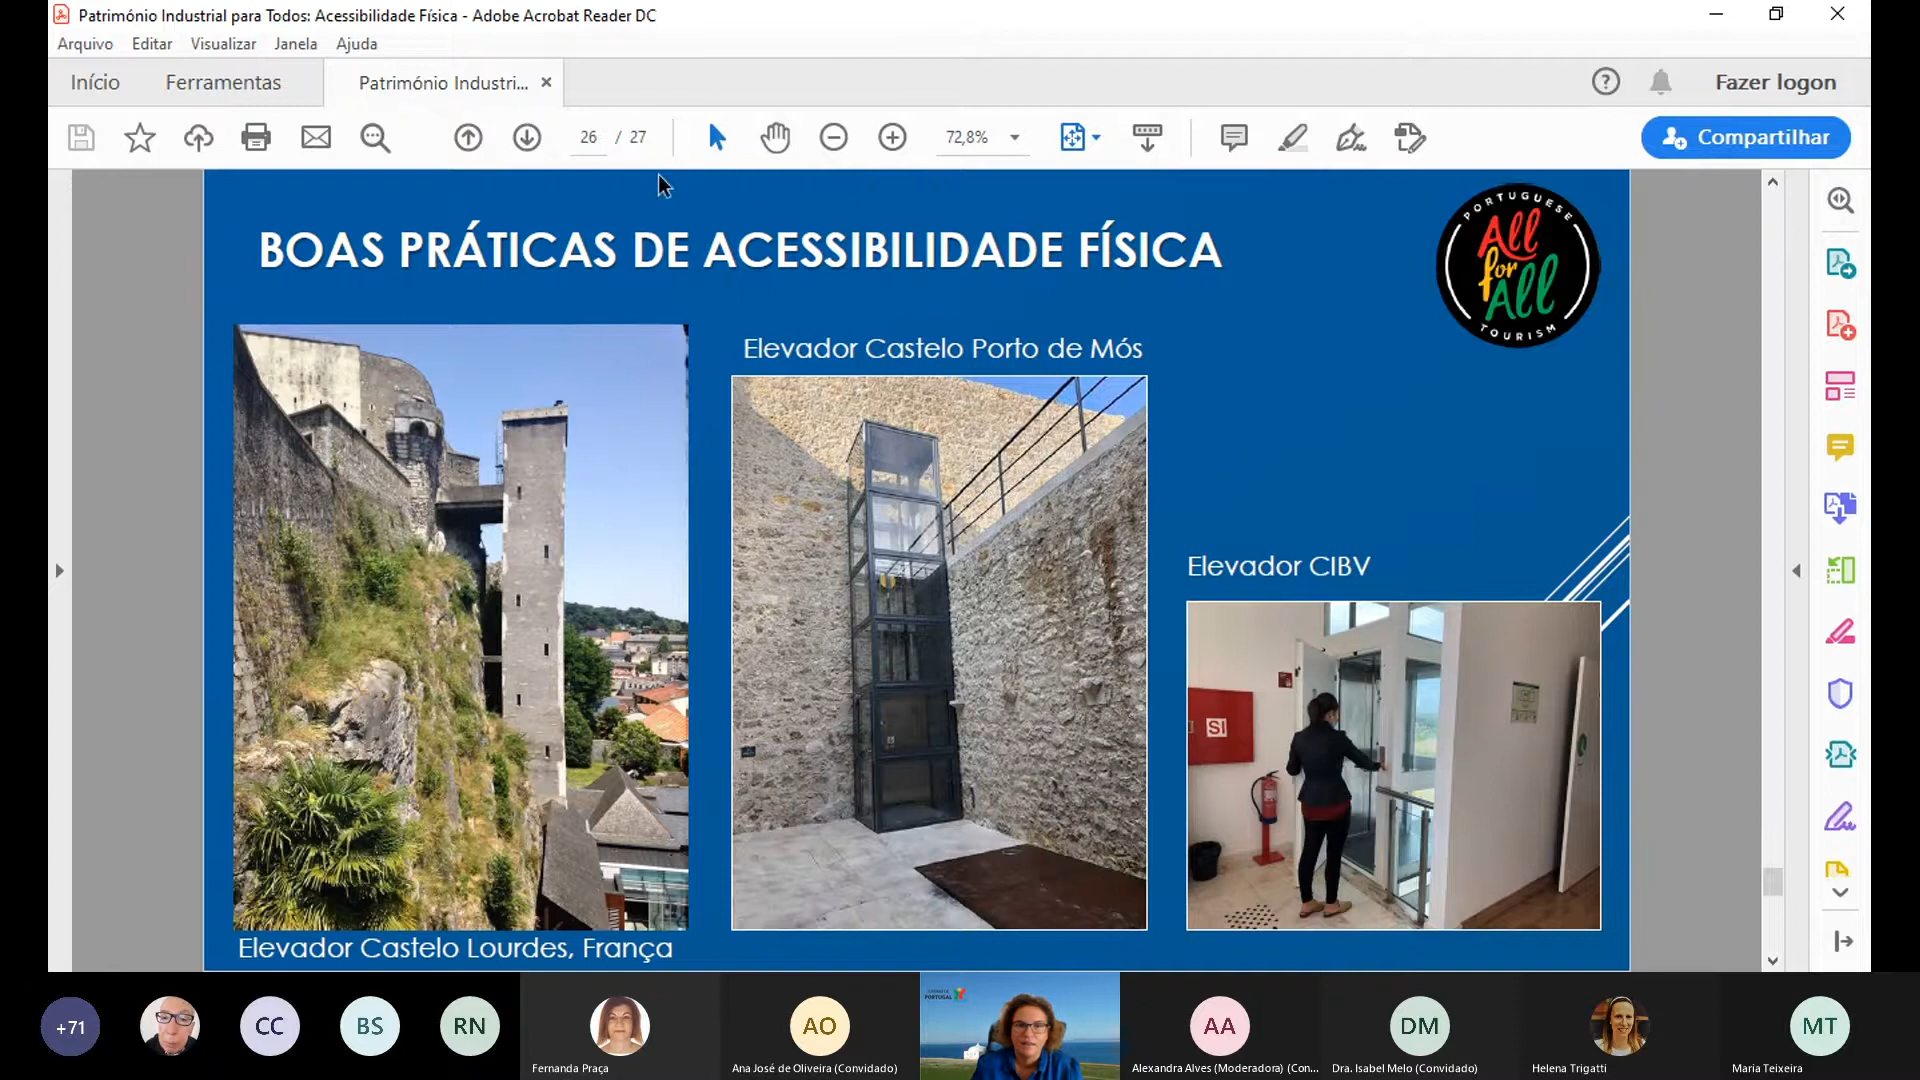 Património Industrial para Todos: Acessibilidade Física - Adobe Acrobat Reader DC
Arquivo Editar Visualizar Janela Ajuda
Início Ferramentas Património Industri... Fazer logon
26 / 27 72,8% Compartilhar
BOAS PRÁTICAS DE ACESSIBILIDADE FÍSICA
PORTUGUESE
All
for
All
TOURISM
Elevador Castelo Porto de Mós
Elevador CIBV
SI
Elevador Castelo Lourdes, França
+71 CC BS RN AO AA DM MT
PORTUGAL
Fernanda Praça Ana José de Oliveira (Convidado) Alexandra Alves (Moderadora) (Con... Dra. Isabel Melo (Convidado) Helena Trigatti Maria Teixeira